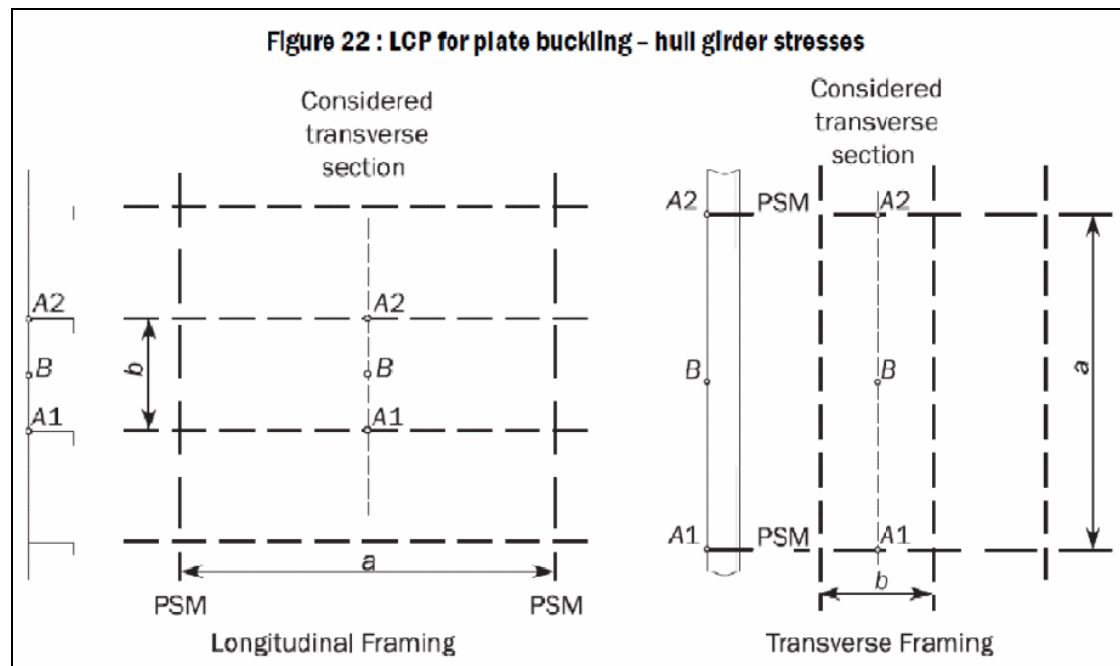 Figure 22 : LCP for plate buckling – hull girder stresses
Considered
transverse
section
A2
B
A1
b
A2
B
A1
a
PSM
PSM
Longitudinal Framing
Considered
transverse
section
A2
PSM
A2
B
B
a
A1
PSM
A1
b
Transverse Framing